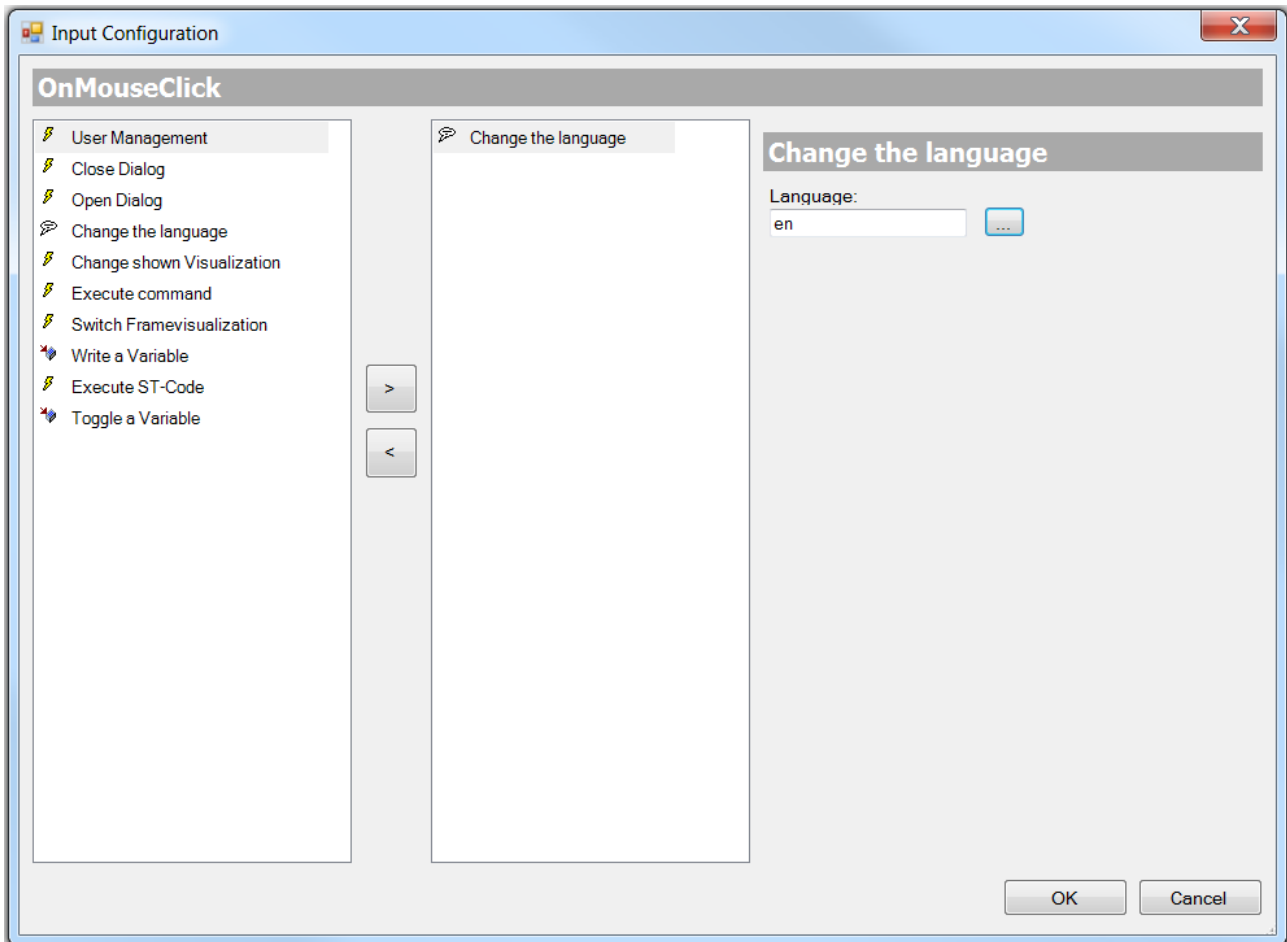 Input Configuration
X
OnMouseClick
User Management
Close Dialog
Open Dialog
Change the language
Change shown Visualization
Execute command
Switch Framevisualization
Write a Variable
Execute ST-Code
Toggle a Variable
>
<
Change the language
Change the language
Language:
en
...
OK
Cancel